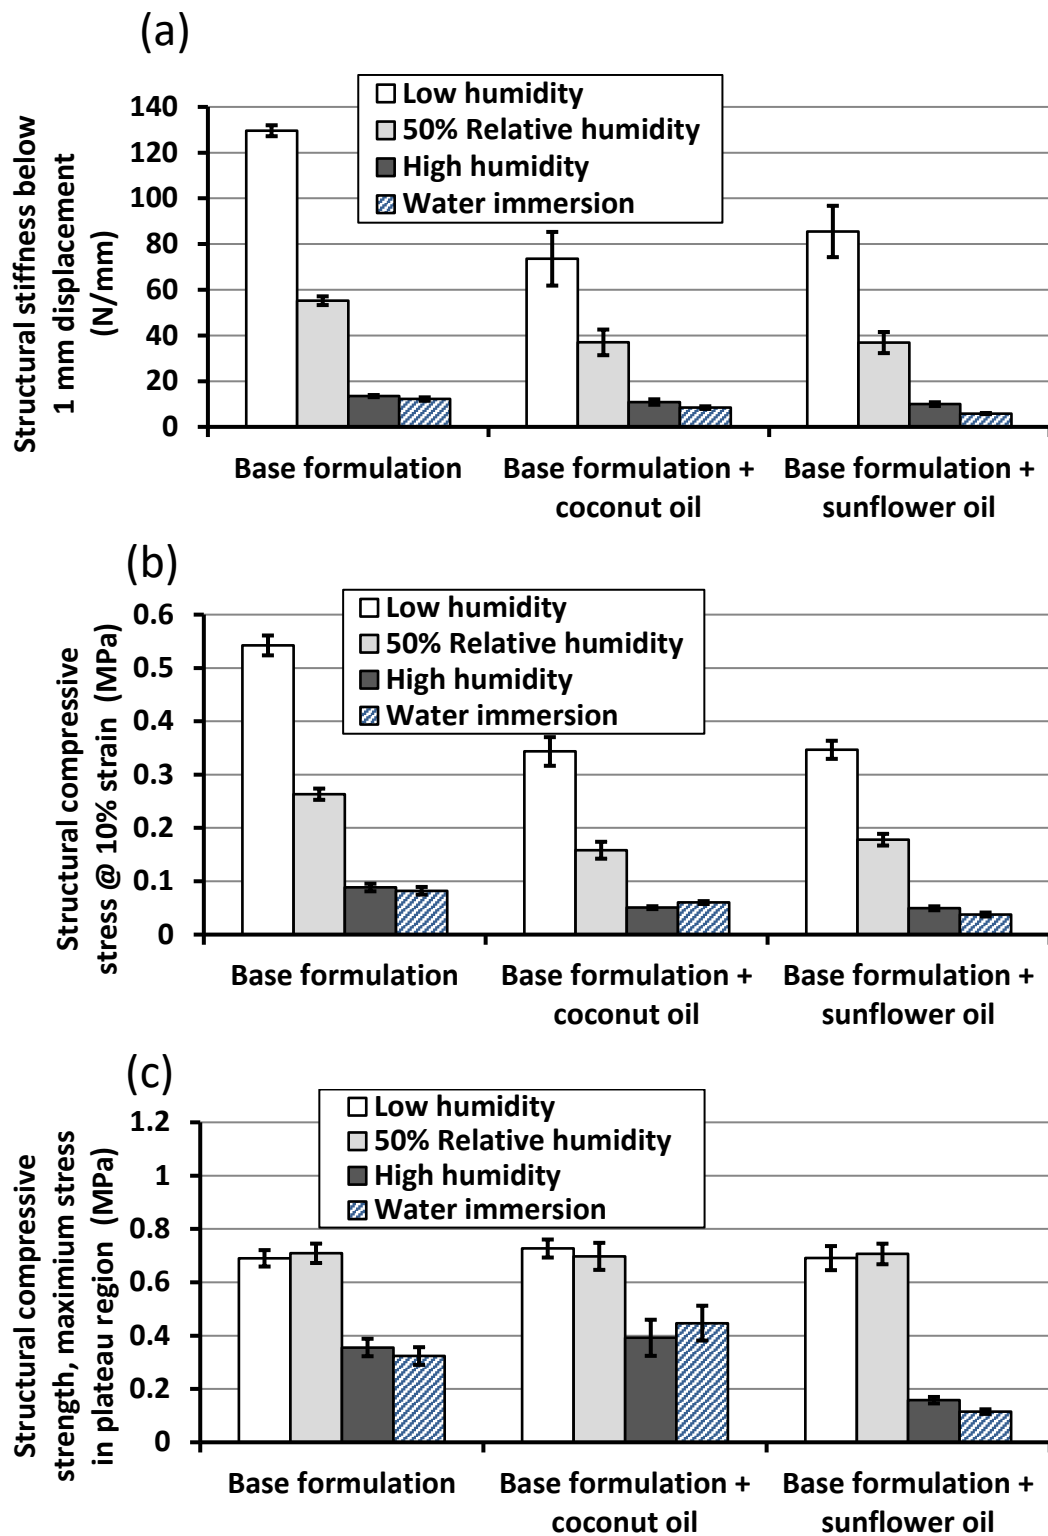 (a)
Structural stiffness below
1 mm displacement
(N/mm)
140
120
100
80
60
40
20
0
Low humidity
50% Relative humidity
High humidity
Water immersion
Base formulation
Base formulation +
coconut oil
Base formulation +
sunflower oil
(b)
Structural compressive
stress @ 10% strain (MPa)
0.6
0.5
0.4
0.3
0.2
0.1
0
Low humidity
50% Relative humidity
High humidity
Water immersion
Base formulation
Base formulation +
coconut oil
Base formulation +
sunflower oil
(c)
Structural compressive
strength, maximium stress
in plateau region (MPa)
1.2
1
0.8
0.6
0.4
0.2
0
Low humidity
50% Relative humidity
High humidity
Water immersion
Base formulation
Base formulation +
coconut oil
Base formulation +
sunflower oil